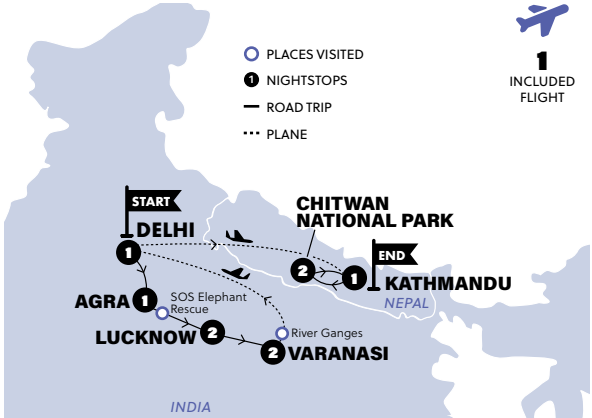 PLACES VISITED
1 NIGHTSTOPS
ROAD TRIP
PLANE
1
INCLUDED
FLIGHT
START
DELHI
1
CHITWAN
NATIONAL PARK
2
1
END
KATHMANDU
NEPAL
AGRA
1
SOS Elephant
Rescue
LUCKNOW
2
River Ganges
2
VARANASI
INDIA